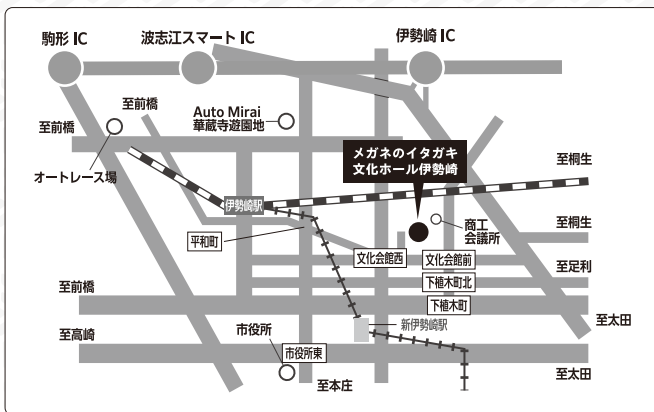 駒形 IC
波志江スマート IC
伊勢崎 IC
至前橋
Auto Mirai
華蔵寺遊園地
至前橋
オートレース場
メガネのイタガキ
文化ホール伊勢崎
至桐生
伊勢崎駅
商工
会議所
至桐生
平和町
文化会館西
文化会館前
至足利
下植木町北
至前橋
下植木町
新伊勢崎駅
至太田
至高崎
市役所
市役所東
至本庄
至太田